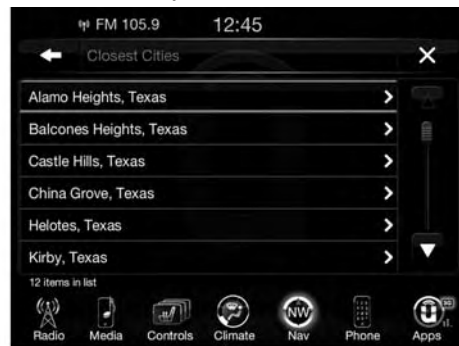 FM 105.9 12:45
Closest Cities
Alamo Heights, Texas
Balcones Heights, Texas
Castle Hills, Texas
China Grove, Texas
Helotes, Texas
Kirby, Texas
12 items in list
NW
3G
Radio Media Controls Climate Nav Phone Apps